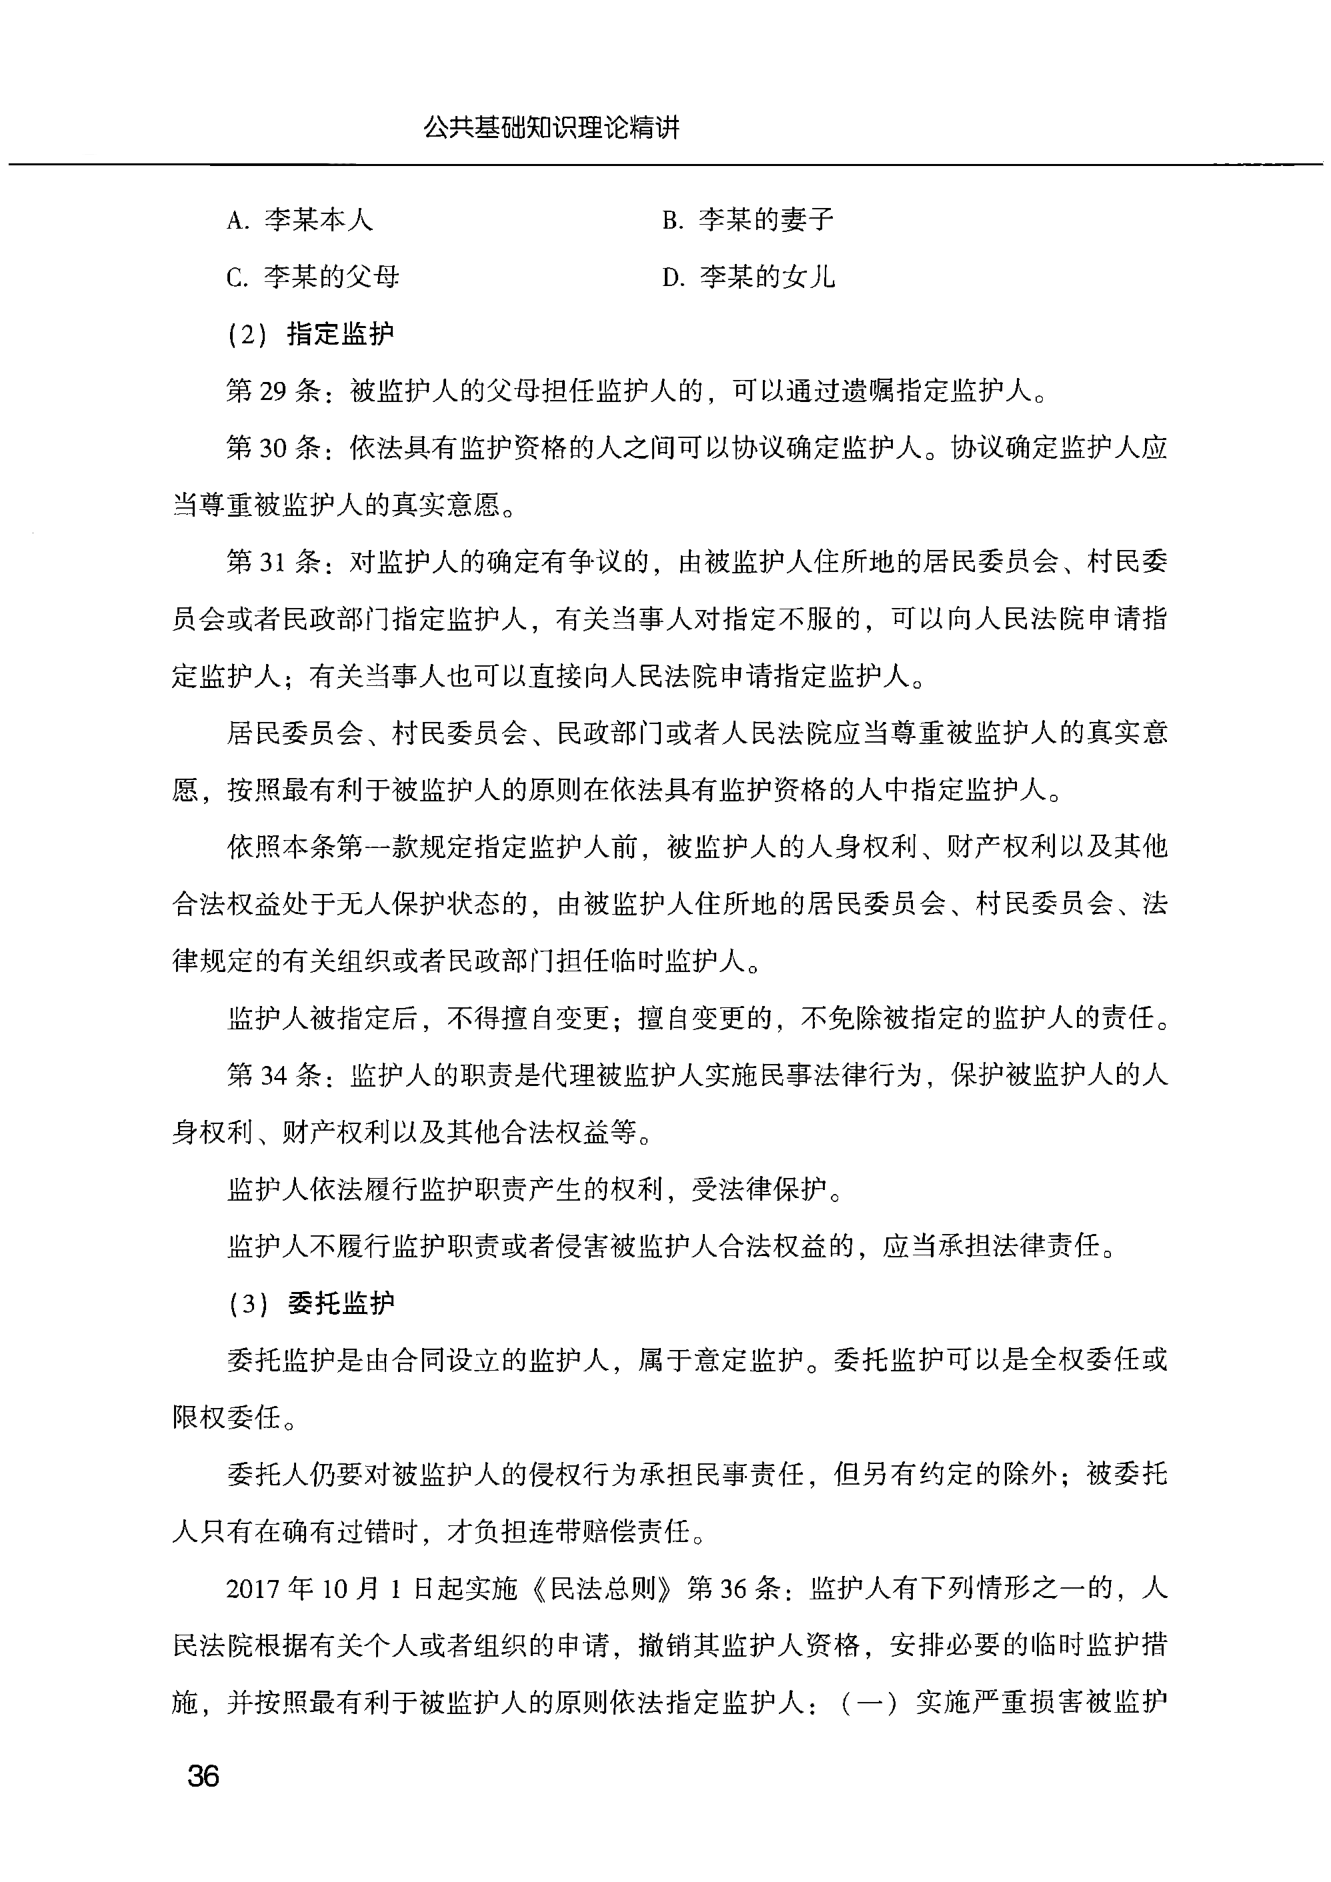 公共基础知识理论精讲
A. 李某本人 B. 李某的妻子
C. 李某的父母 D. 李某的女儿
(2) 指定监护
第 29 条：被监护人的父母担任监护人的，可以通过遗嘱指定监护人。
第 30 条：依法具有监护资格的人之间可以协议确定监护人。协议确定监护人应
当尊重被监护人的真实意愿。
第 31 条：对监护人的确定有争议的，由被监护人住所地的居民委员会、村民委
员会或者民政部门指定监护人，有关当事人对指定不服的，可以向人民法院申请指
定监护人；有关当事人也可以直接向人民法院申请指定监护人。
居民委员会、村民委员会、民政部门或者人民法院应当尊重被监护人的真实意
愿，按照最有利于被监护人的原则在依法具有监护资格的人中指定监护人。
依照本条第一款规定指定监护人前，被监护人的人身权利、财产权利以及其他
合法权益处于无人保护状态的，由被监护人住所地的居民委员会、村民委员会、法
律规定的有关组织或者民政部门担任临时监护人。
监护人被指定后，不得擅自变更；擅自变更的，不免除被指定的监护人的责任。
第 34 条：监护人的职责是代理被监护人实施民事法律行为，保护被监护人的人
身权利、财产权利以及其他合法权益等。
监护人依法履行监护职责产生的权利，受法律保护。
监护人不履行监护职责或者侵害被监护人合法权益的，应当承担法律责任。
(3) 委托监护
委托监护是由合同设立的监护人，属于意定监护。委托监护可以是全权委任或
限权委任。
委托人仍要对被监护人的侵权行为承担民事责任，但另有约定的除外；被委托
人只有在确有过错时，才负担连带赔偿责任。
2017 年 10 月 1 日起实施《民法总则》第 36 条：监护人有下列情形之一的，人
民法院根据有关个人或者组织的申请，撤销其监护人资格，安排必要的临时监护措
施，并按照最有利于被监护人的原则依法指定监护人：（一）实施严重损害被监护
36